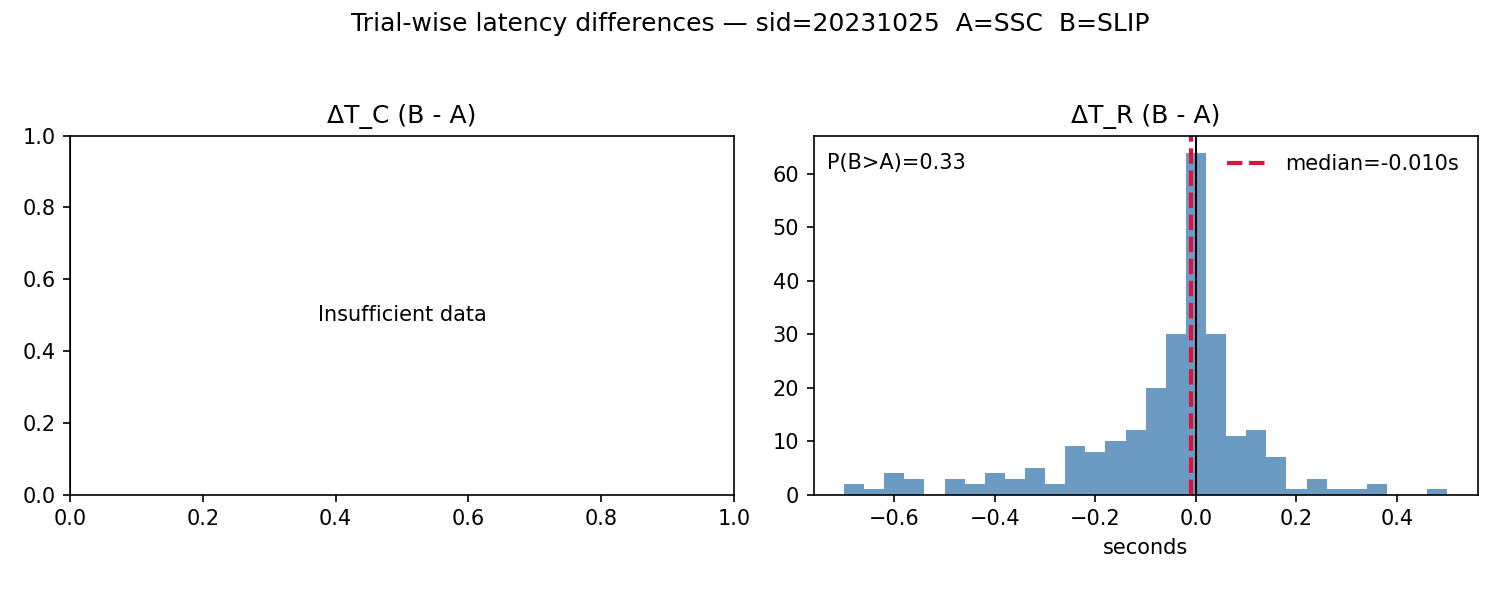 Trial-wise latency differences — sid=20231025  A=SSC  B=SLIP
ΔT_C (B - A)
1.0
0.8
0.6
0.4
0.2
0.0
Insufficient data
0.0 0.2 0.4 0.6 0.8 1.0
ΔT_R (B - A)
P(B>A)=0.33
median=-0.010s
60
50
40
30
20
10
0
−0.6 −0.4 −0.2 0.0 0.2 0.4
seconds